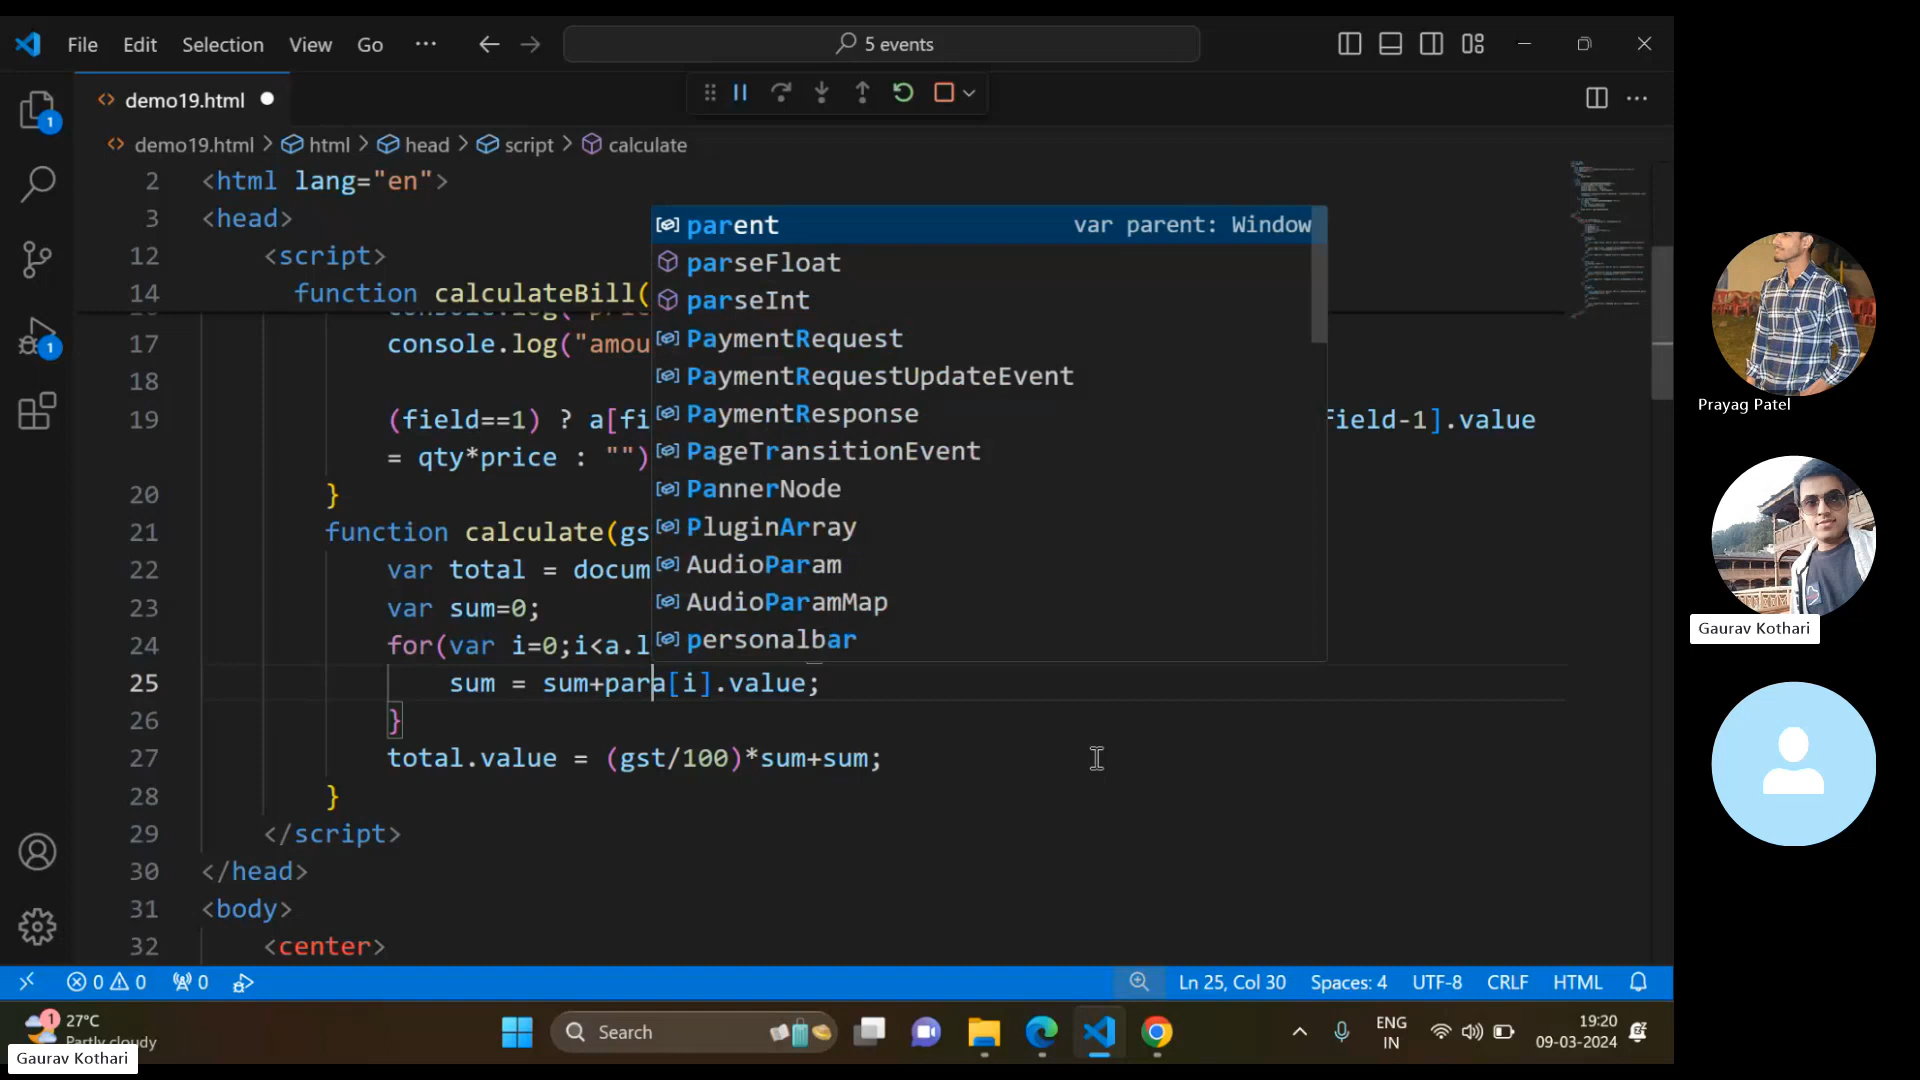 File Edit Selection View Go ··· 5 events
demo19.html
demo19.html > html > head > script > calculate
2 <html lang="en">
3 <head>
12 <script>
14 function calculateBill(
17 console.log("amou
18
19 (field==1) ? a[fi field-1].value
= qty*price : "")
20 }
21 function calculate(gs
22 var total = docum
23 var sum=0;
24 for(var i=0;i<a.l
25 sum = sum+para[i].value;
26 }
27 total.value = (gst/100)*sum+sum;
28 }
29 </script>
30 </head>
31 <body>
32 <center>
parent var parent: Window
parseFloat
parseInt
PaymentRequest
PaymentRequestUpdateEvent
PaymentResponse
PageTransitionEvent
PannerNode
PluginArray
AudioParam
AudioParamMap
personalbar
1
1
0 0 0 Ln 25, Col 30 Spaces: 4 UTF-8 CRLF HTML
1 27°C
Partly cloudy
Search
ENG
IN
19:20
09-03-2024
Gaurav Kothari
Prayag Patel
Gaurav Kothari